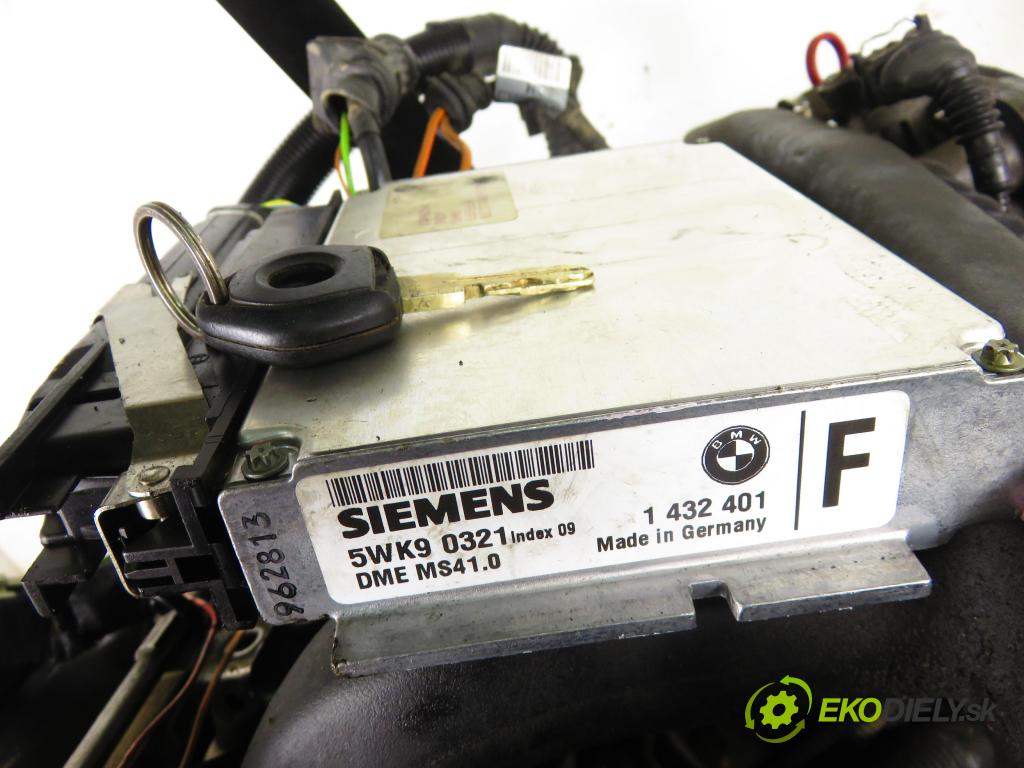 BMW
SIEMENS
5WK9 0321 Index 09
DME MS41.0
1 432 401
Made in Germany
F
962813
EKODIELY.sk